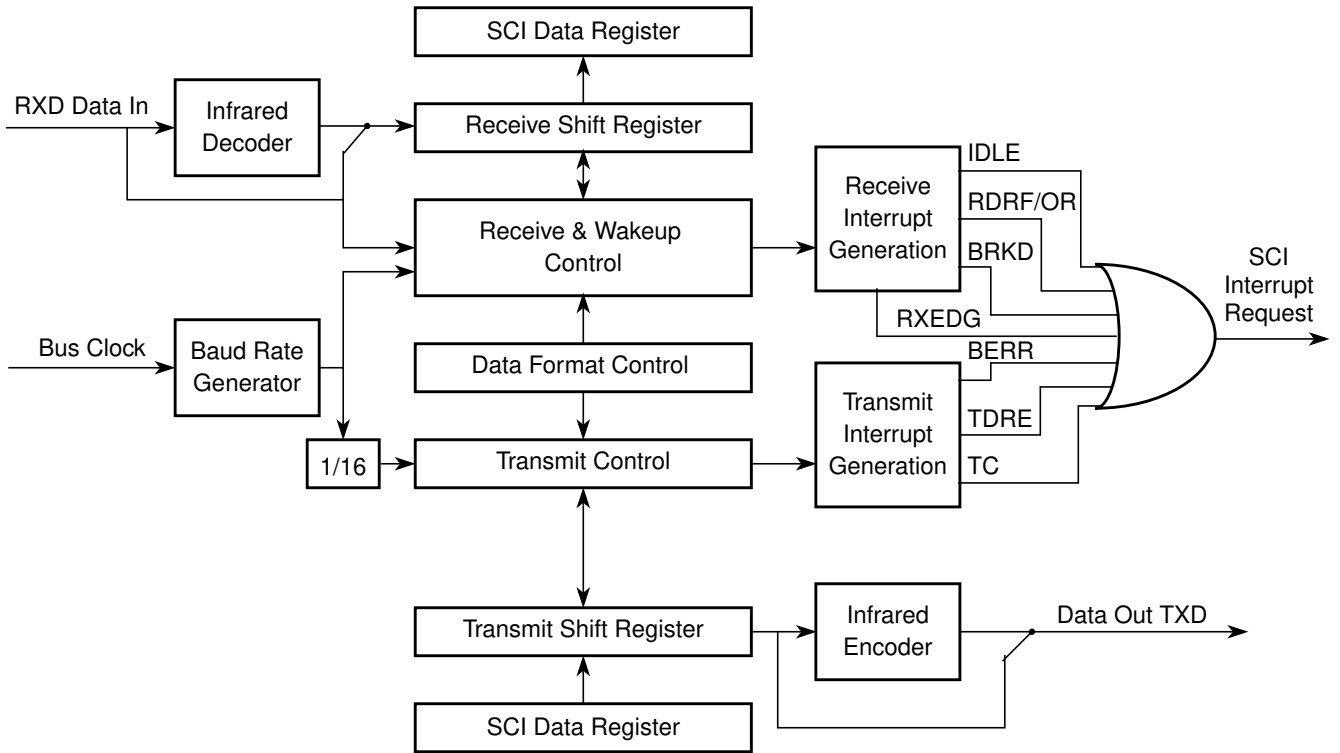 SCI Data Register
RXD Data In
Infrared
Decoder
Receive Shift Register
Receive & Wakeup
Control
Receive
Interrupt
Generation
IDLE
RDRF/OR
BRKD
RXEDG
SCI
Interrupt
Request
Bus Clock
Baud Rate
Generator
Data Format Control
BERR
Transmit
Interrupt
Generation
TDRE
TC
1/16
Transmit Control
Transmit Shift Register
Infrared
Encoder
Data Out TXD
SCI Data Register